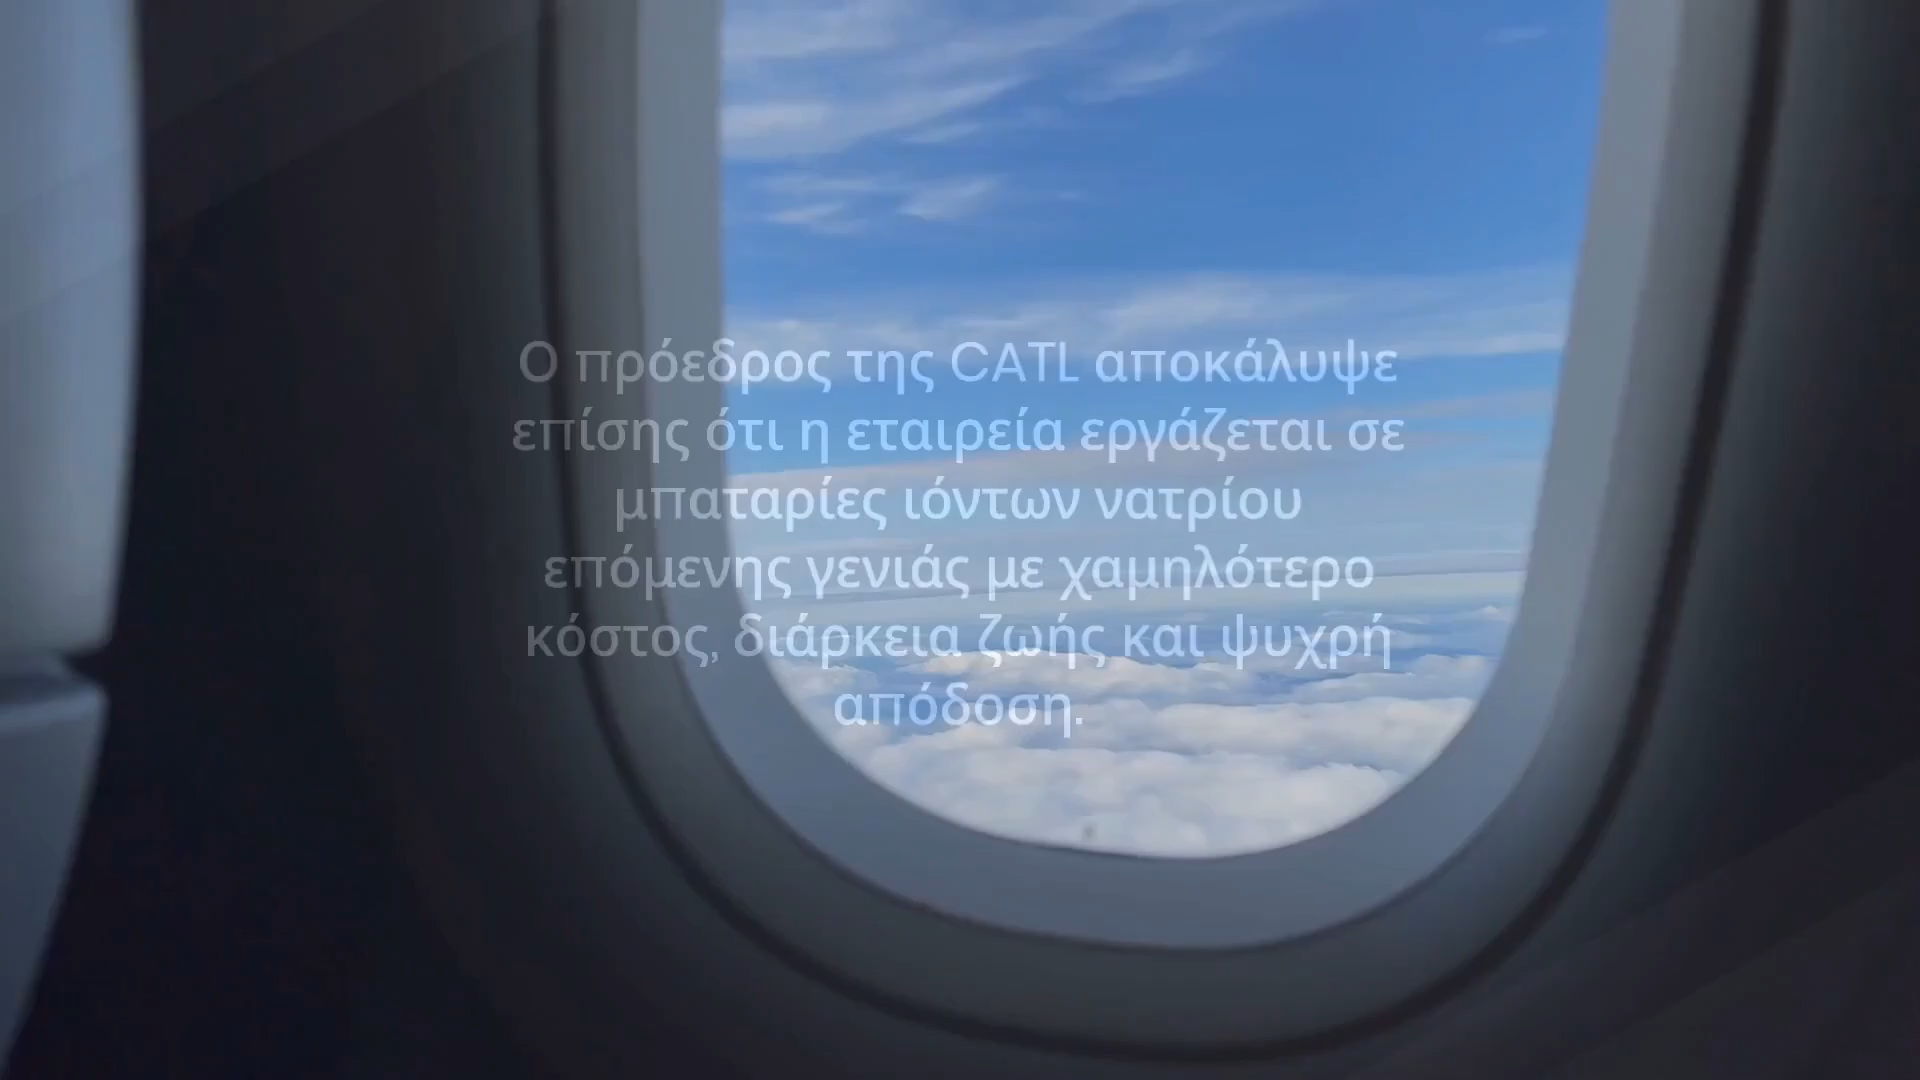 Ο πρόεδρος της CATL αποκάλυψε
επίσης ότι η εταιρεία εργάζεται σε
μπαταρίες ιόντων νατρίου
επόμενης γενιάς με χαμηλότερο
κόστος, διάρκεια ζωής και ψυχρή
απόδοση.